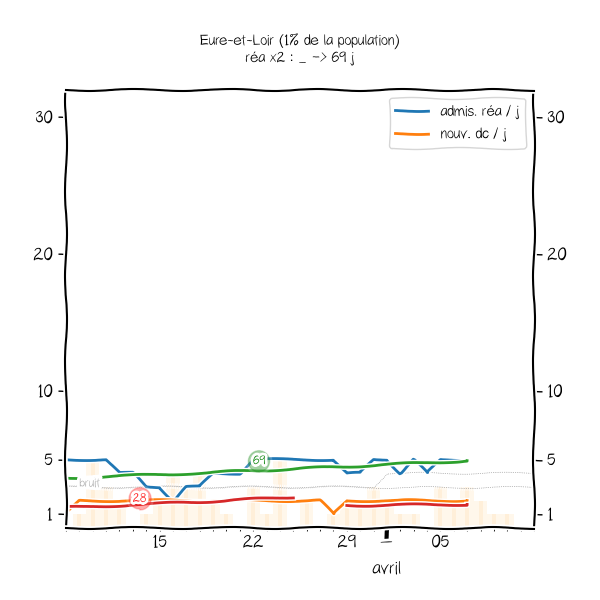 Eure-et-Loir (1% de la population)
réa x2 : _ -> 69 j
admis. réa / j
nouv. dc / j
30
30
20
20
10
10
5
5
1
1
69
bruit
28
15
22
29
05
avril